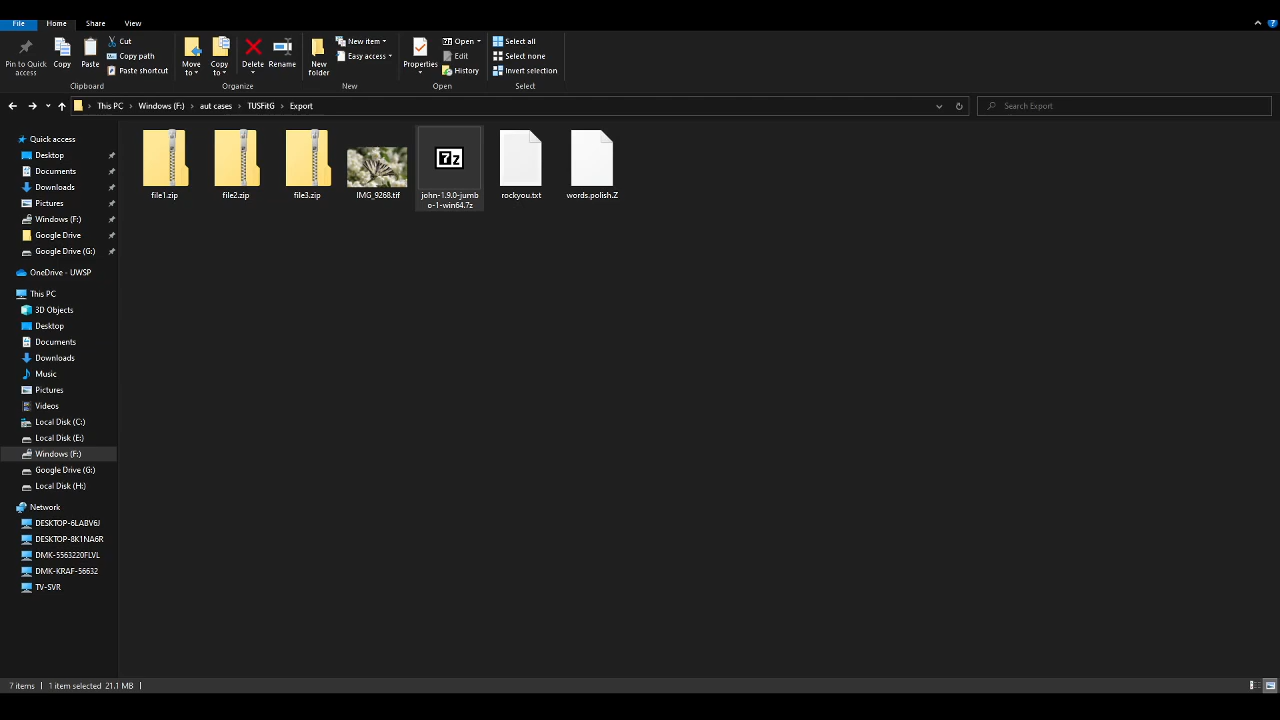 File Home Share View
Cut
Copy path
Paste shortcut
Pin to Quick
access
Copy
Paste
Clipboard
Move
to
Copy
to
Delete
Rename
Organize
New
folder
New item
Easy access
New
Properties
Open
Edit
History
Open
Select all
Select none
Invert selection
Select
This PC > Windows (F:) > aut cases > TUSFitG > Export
Search Export
Quick access
Desktop
Documents
Downloads
Pictures
Windows (F:)
Google Drive
Google Drive (G:)
OneDrive - UWSP
This PC
3D Objects
Desktop
Documents
Downloads
Music
Pictures
Videos
Local Disk (C:)
Local Disk (E:)
Windows (F:)
Google Drive (G:)
Local Disk (H:)
Network
DESKTOP-6LABV6J
DESKTOP-8K1NA6R
DMK-5563220FLVL
DMK-KRAF-56632
TV-SVR
file1.zip
file2.zip
file3.zip
IMG_9268.tif
7z
john-1.9.0-jumb
o-1-win64.7z
rockyou.txt
words.polish.Z
7 items 1 item selected 21.1 MB